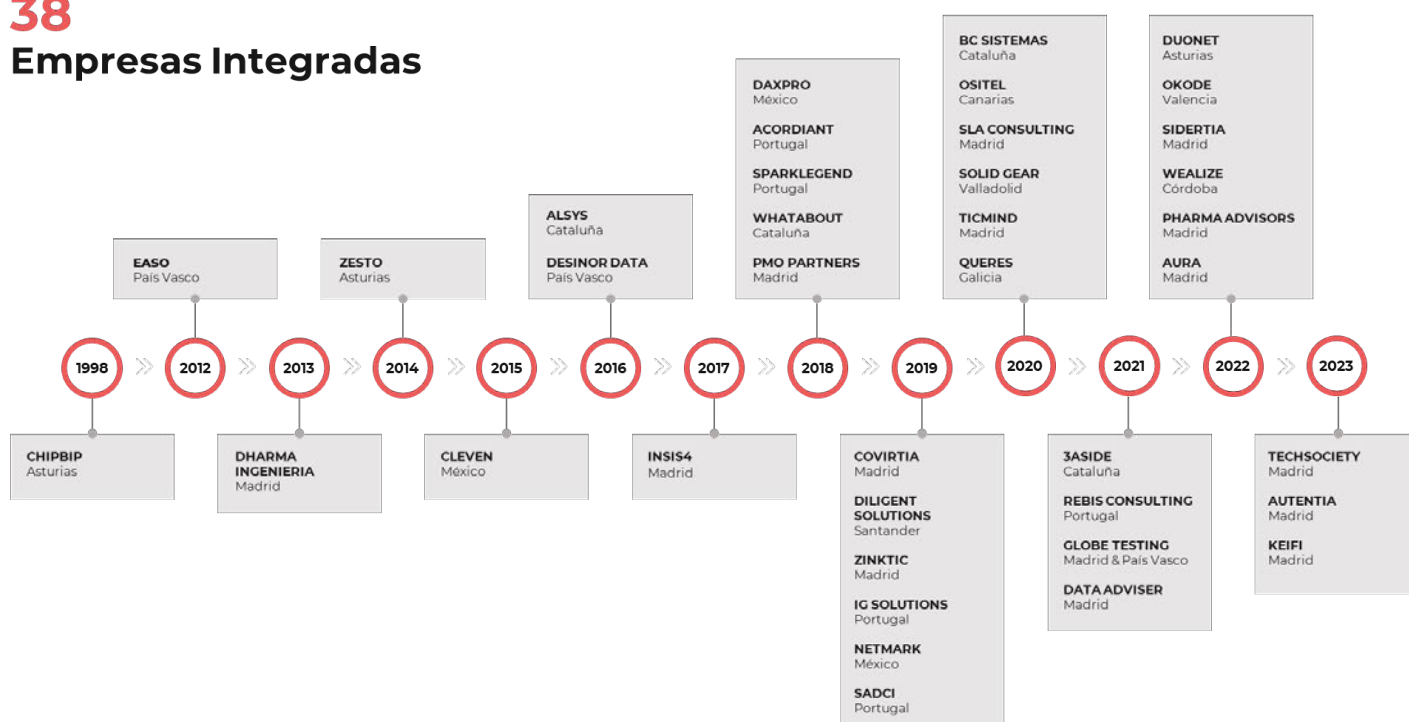 38
Empresas Integradas
BC SISTEMAS
Cataluña
OSITEL
Canarias
SLA CONSULTING
Madrid
SOLID GEAR
Valladolid
TICMIND
Madrid
QUERES
Galicia
DUONET
Asturias
OKODE
Valencia
SIDERTIA
Madrid
WEALIZE
Córdoba
PHARMA ADVISORS
Madrid
AURA
Madrid
DAXPRO
México
ACORDIANT
Portugal
SPARKLEGEND
Portugal
WHATABOUT
Cataluña
PMO PARTNERS
Madrid
ALSYS
Cataluña
DESINOR DATA
País Vasco
EASO
País Vasco
ZESTO
Asturias
1998
2012
2013
2014
2015
2016
2017
2018
2019
2020
2021
2022
2023
CHIPBIP
Asturias
DHARMA
INGENIERIA
Madrid
CLEVEN
México
INSIS4
Madrid
COVIRTIA
Madrid
DILIGENT
SOLUTIONS
Santander
ZINKTIC
Madrid
IG SOLUTIONS
Portugal
NETMARK
México
SADCI
Portugal
3ASIDE
Cataluña
REBIS CONSULTING
Portugal
GLOBE TESTING
Madrid & País Vasco
DATA ADVISER
Madrid
TECHSOCIETY
Madrid
AUTENTIA
Madrid
KEIFI
Madrid